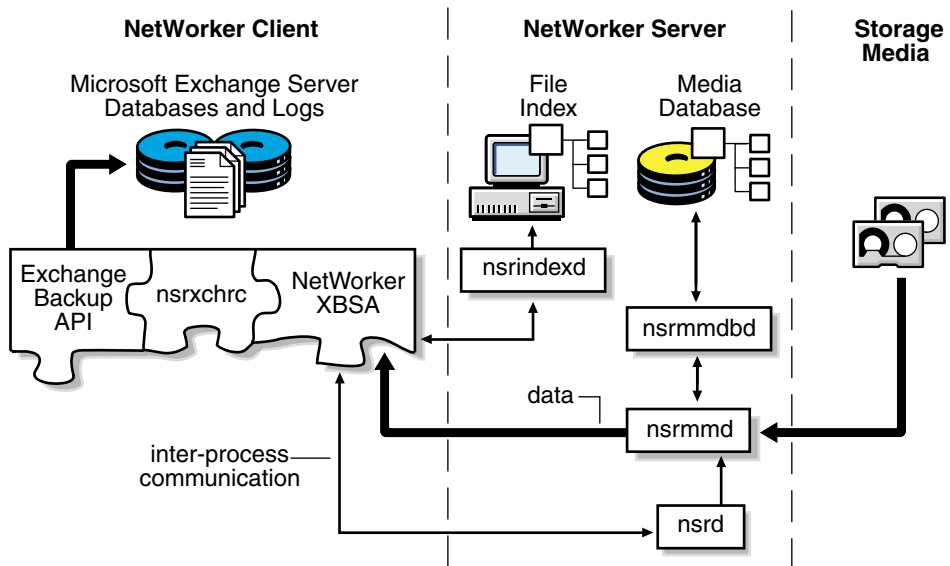 NetWorker Client
NetWorker Server
Storage
Media
Microsoft Exchange Server
Databases and Logs
File
Index
Media
Database
Exchange
Backup
API
nsrxchrc
NetWorker
XBSA
nsrindexd
nsrmmdbd
data
nsrmmd
inter-process
communication
nsrd